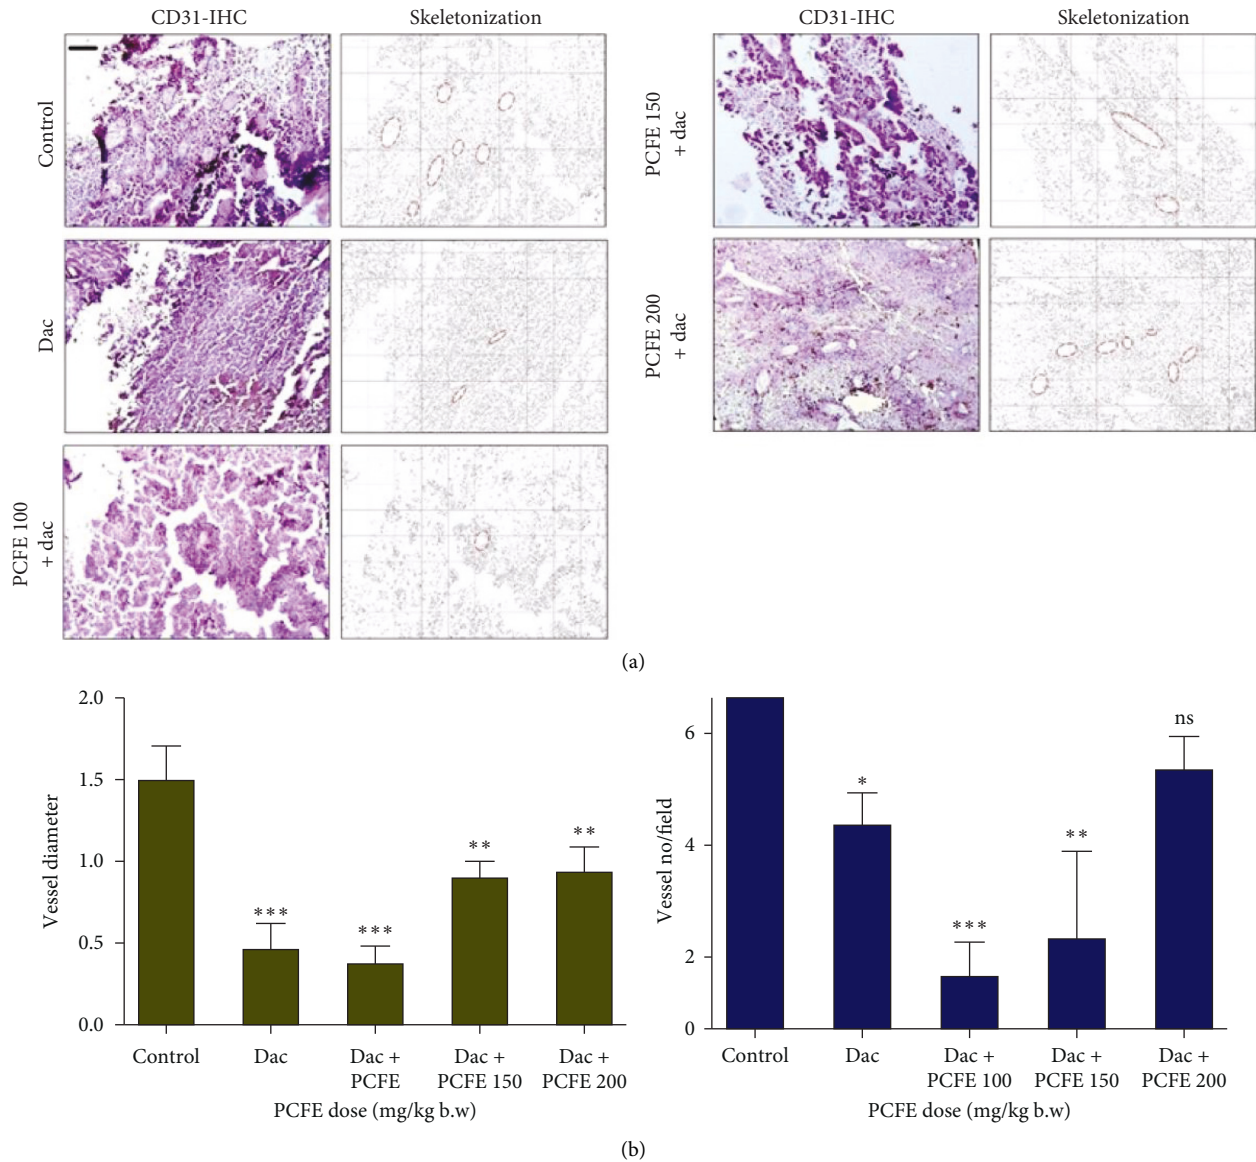 CD31-IHC
Skeletonization
Control
Dac
PCFE 100
+ dac
CD31-IHC
Skeletonization
PCFE 150
+ dac
PCFE 200
+ dac
(a)
2.0
1.5
1.0
0.5
0.0
Vessel diameter
***
***
**
**
Control
Dac
Dac +
PCFE
Dac +
PCFE 150
Dac +
PCFE 200
PCFE dose (mg/kg b.w)
6
4
2
0
Vessel no/field
*
***
**
ns
Control
Dac
Dac +
PCFE 100
Dac +
PCFE 150
Dac +
PCFE 200
PCFE dose (mg/kg b.w)
(b)